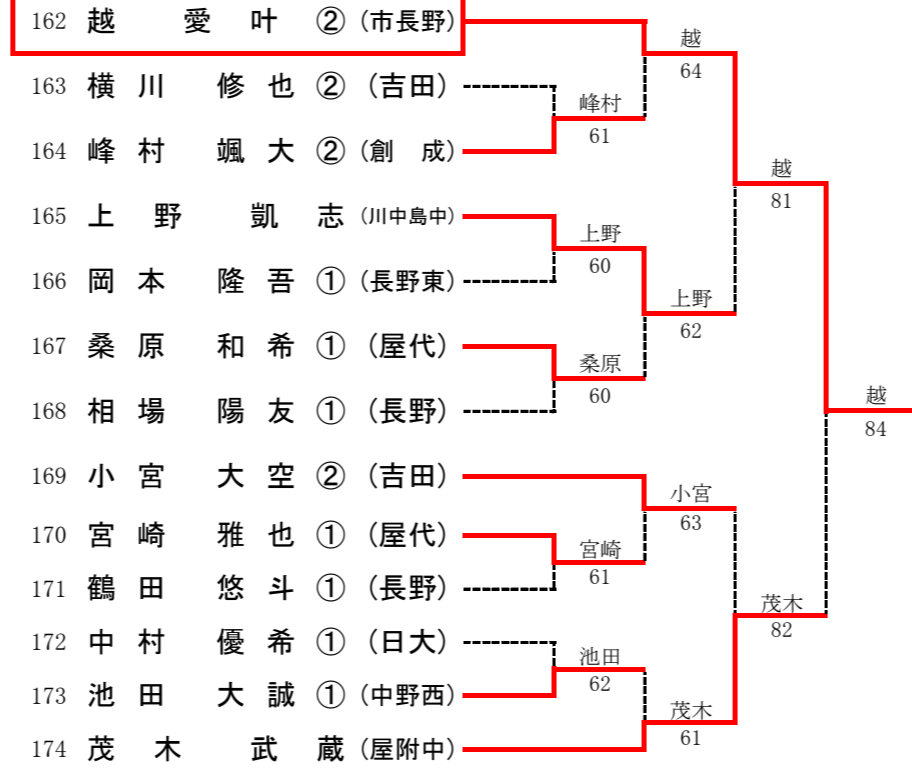 162 越 愛 叶 ② (市長野)
163 横 川 修 也 ② (吉田)
164 峰 村 颯 大 ② (創 成)
165 上 野 凱 志 (川中島中)
166 岡 本 隆 吾 ① (長野東)
167 桑 原 和 希 ① (屋代)
168 相 場 陽 友 ① (長野)
169 小 宮 大 空 ② (吉田)
170 宮 崎 雅 也 ① (屋代)
171 鶴 田 悠 斗 ① (長野)
172 中 村 優 希 ① (日大)
173 池 田 大 誠 ① (中野西)
174 茂 木 武 蔵 (屋附中)
峰村
61
上野
60
桑原
60
宮崎
61
池田
62
越
64
上野
62
小宮
63
茂木
61
越
81
茂木
82
越
84